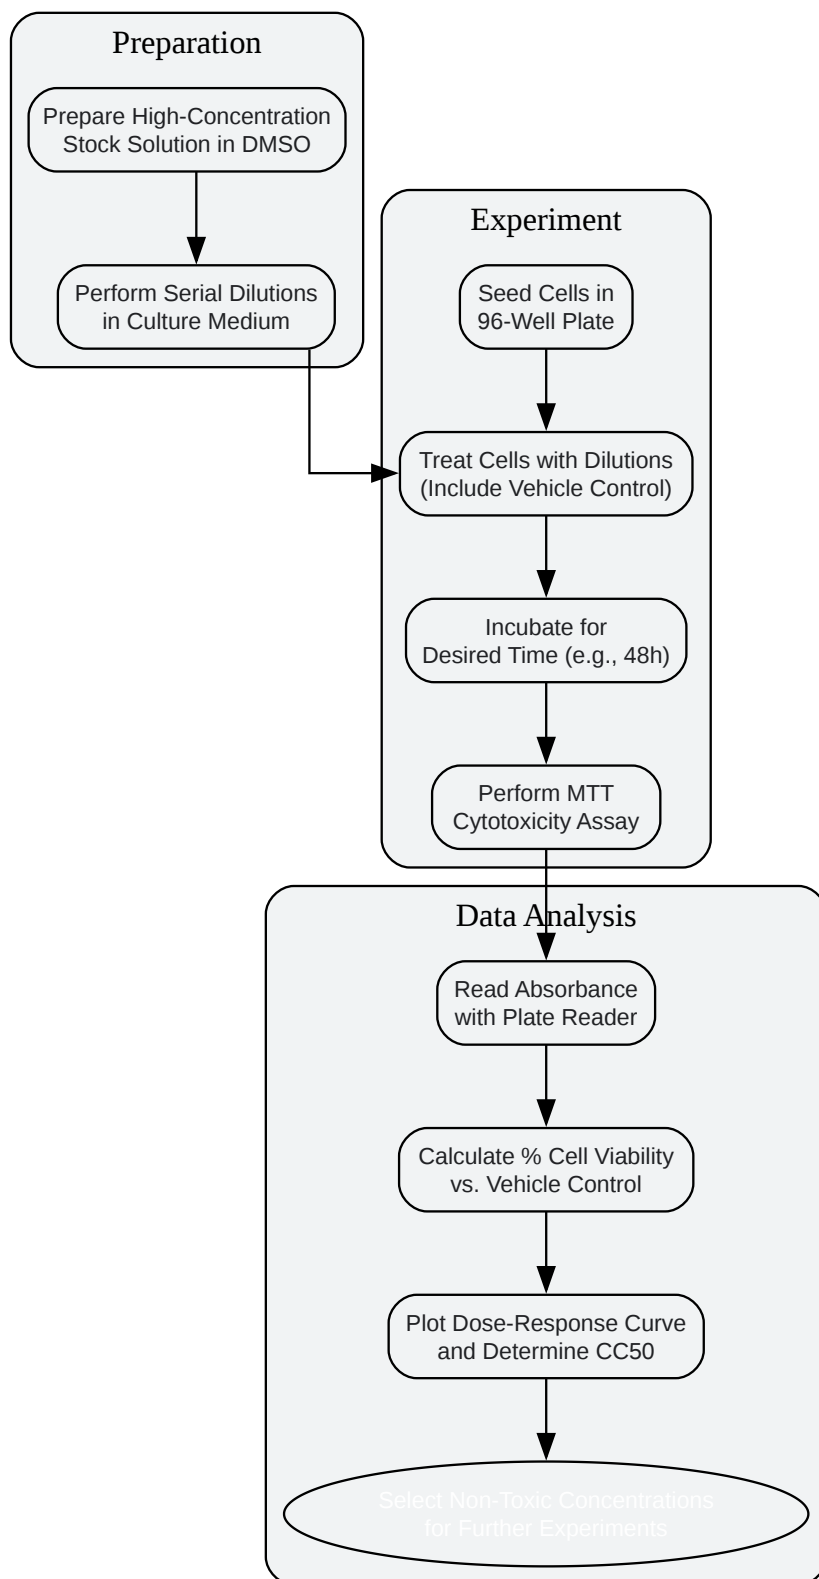 Preparation
Prepare High-Concentration
Stock Solution in DMSO
Perform Serial Dilutions
in Culture Medium
Experiment
Seed Cells in
96-Well Plate
Treat Cells with Dilutions
(Include Vehicle Control)
Incubate for
Desired Time (e.g., 48h)
Perform MTT
Cytotoxicity Assay
Data Analysis
Read Absorbance
with Plate Reader
Calculate % Cell Viability
vs. Vehicle Control
Plot Dose-Response Curve
and Determine CC50
Select Non-Toxic Concentrations
for Further Experiments